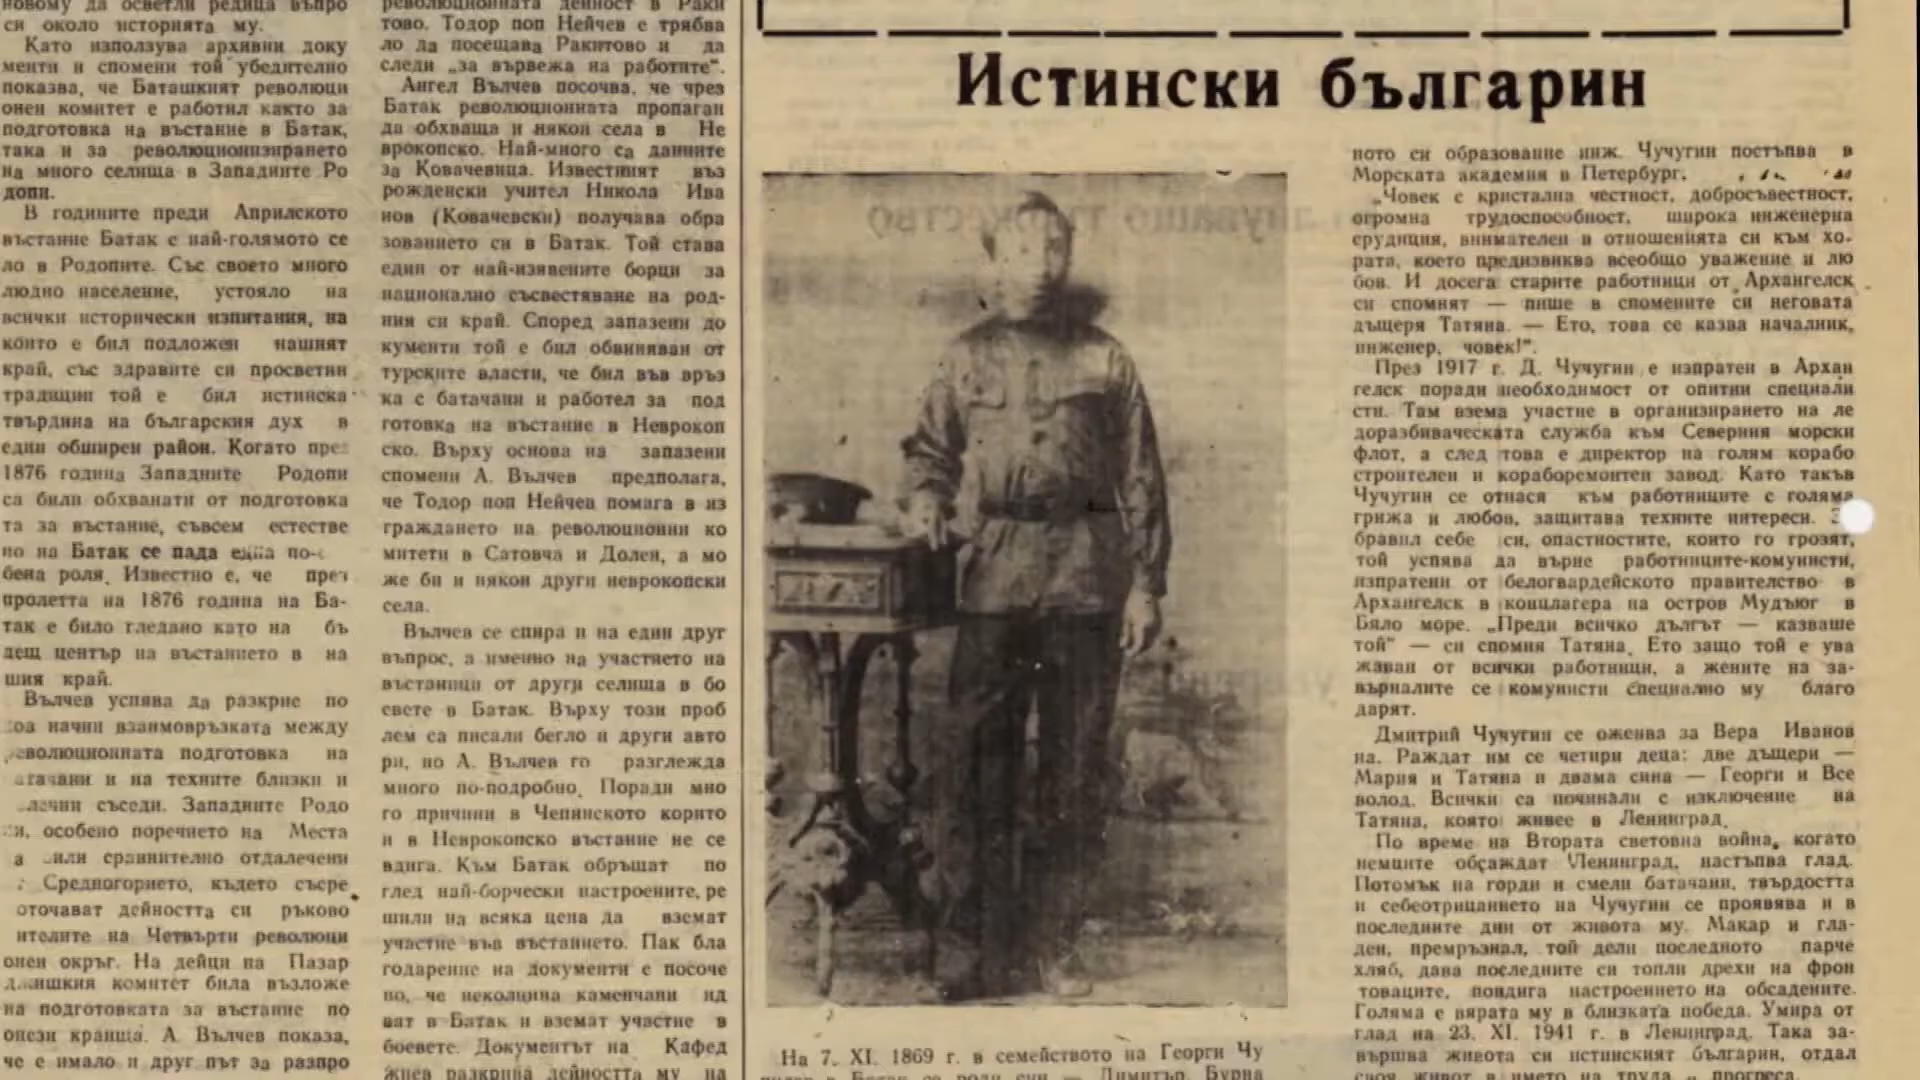 новому да осветли редица въпро
си около историята му.
Като използува архивни доку
менти и спомени той убедително
показва, че Баташкият революци
онен комитет е работил както за
подготовка на въстание в Батак,
така и за революционизирането
на много селища в Западните Ро
допи.
В годините преди Априлското
въстание Батак е най-голямото се
ло в Родопите. Със своето много
людно население, устояло на
всички исторически изпитания, на
които е бил подложен нашият
край, със здравите си просветни
традиции той е бил истинска
твърдина на българския дух в
един обширен район. Когато пре
1876 година Западните Родопи
са били обхванати от подготовка
та за въстание, съвсем естестве
но на Батак се пада една по-
бена роля. Известно е, че през
пролетта на 1876 година на Ба-
так е било гледано като на бъ
дещ център на въстанието в на
шия край.
Вълчев успява да разкрие по
начин взаимовръзката между
революционната подготовка на
и на техните близки и
съседи. Западните Родо
и, особено поречието на Места
сравнително отдалечени
Средногорието, където съсре
оточават дейността си ръково
ителите на Четвърти революци
онен окръг. На дейци на Пазар
комитет била възложе
на подготовката за въстание по
онези краища. А. Вълчев показа,
че е имало и друг път за разпро
революционната дейност в Раки
тово. Тодор поп Нейчев е трябва
ло да посещава Ракитово и да
следи „за вървежа на работите“.
Ангел Вълчев посочва, че чрез
Батак революционната пропаган
да обхваща и някои села в Не
врокопско. Най-много са данните
за Ковачевица. Известният въз
рожденски учител Никола Ива
нов (Ковачевски) получава обра
зованието си в Батак. Той става
един от най-изявените борци за
национално съсвестяване на род-
ния си край. Според запазени до
кументи той е бил обвиняван от
турските власти, че бил във връз
ка с батачани и работел за под
готовка на въстание в Неврокоп
ско. Върху основа на запазени
спомени А. Вълчев предполага,
че Тодор поп Нейчев помага в из
граждането на революционни ко
митети в Сатовча и Долен, а мо
же би и някои други неврокопски
села.
Вълчев се спира и на един друг
въпрос, а именно на участието на
въстаници от други селища в бо
свете в Батак. Върху този проб
лем са писали бегло и други авто
ри, но А. Вълчев го разглежда
много по-подробно. Поради мно
го причини в Чепинското корито
и в Неврокопско въстание не се
вдига. Към Батак обръщат по
глед най-борчески настроените, ре
шили на всяка цена да вземат
участие във въстанието. Пак бла
годарение на документи е посоче
но, че неколцина каменчани ид
ват в Батак и вземат участие в
боевете. Документът на Кафед
жиев разкрива дейността му на
Истински българин
На 7. XI. 1869 г. в семейството на Георги Чу
в Батак се роди син — Димитър. Бурна
ното си образование инж. Чучугин постъпва в
Морската академия в Петербург.
„Човек с кристална честност, добросъвестност,
огромна трудоспособност, широка инженерна
ерудиция, внимателен в отношенията си към хо-
рата, което предизвиква всеобщо уважение и лю
бов. И досега старите работници от Архангелск
си спомнят — пише в спомените си неговата
дъщеря Татяна. — Ето, това се казва началник,
инженер, човек!“.
През 1917 г. Д. Чучугин е изпратен в Архан
гелск поради необходимост от опитни специали
сти. Там взема участие в организирането на ле
доразбиваческата служба към Северния морски
флот, а след това е директор на голям корабо
строителен и кораборемонтен завод. Като такъв
Чучугин се отнася към работниците с голяма
грижа и любов, защитава техните интереси.
бравил себе си, опасностите, които го грозят,
той успява да върне работниците-комунисти,
изпратени от белогвардейското правителство в
Архангелск в концлагера на остров Мудъюг в
Бяло море. „Преди всичко дългът — казваше
той“ — си спомня Татяна. Ето защо той е ува
жаван от всички работници, а жените на за-
върналите се комунисти специално му благо
дарят.
Дмитрий Чучугин се оженва за Вера Иванов
на. Раждат им се четири деца: две дъщери —
Мария и Татяна и двама сина — Георги и Все
волод. Всички са починали с изключение на
Татяна, която живее в Ленинград.
По време на Втората световна война, когато
немците обсаждат Ленинград, настъпва глад.
Потомък на горди и смели батачани, твърдостта
и себеотрицанието на Чучугин се проявява и в
последните дни от живота му. Макар и гла-
ден, премръзнал, той дели последното парче
хляб, дава последните си топли дрехи на фрон
товаците, повдига настроението на обсадените.
Голяма е вярата му в близката победа. Умира от
глад на 23. XI. 1941 г. в Ленинград. Така за-
вършва живота си истинският българин, отдал
своя живот в името на труда и прогреса.